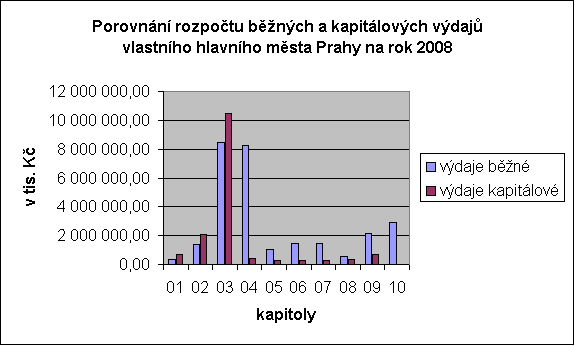 Porovnání rozpočtu běžných a kapitálových výdajů
vlastního hlavního města Prahy na rok 2008
v tis. Kč
12 000 000,00
10 000 000,00
8 000 000,00
6 000 000,00
4 000 000,00
2 000 000,00
0,00
01 02 03 04 05 06 07 08 09 10
kapitoly
výdaje běžné
výdaje kapitálové